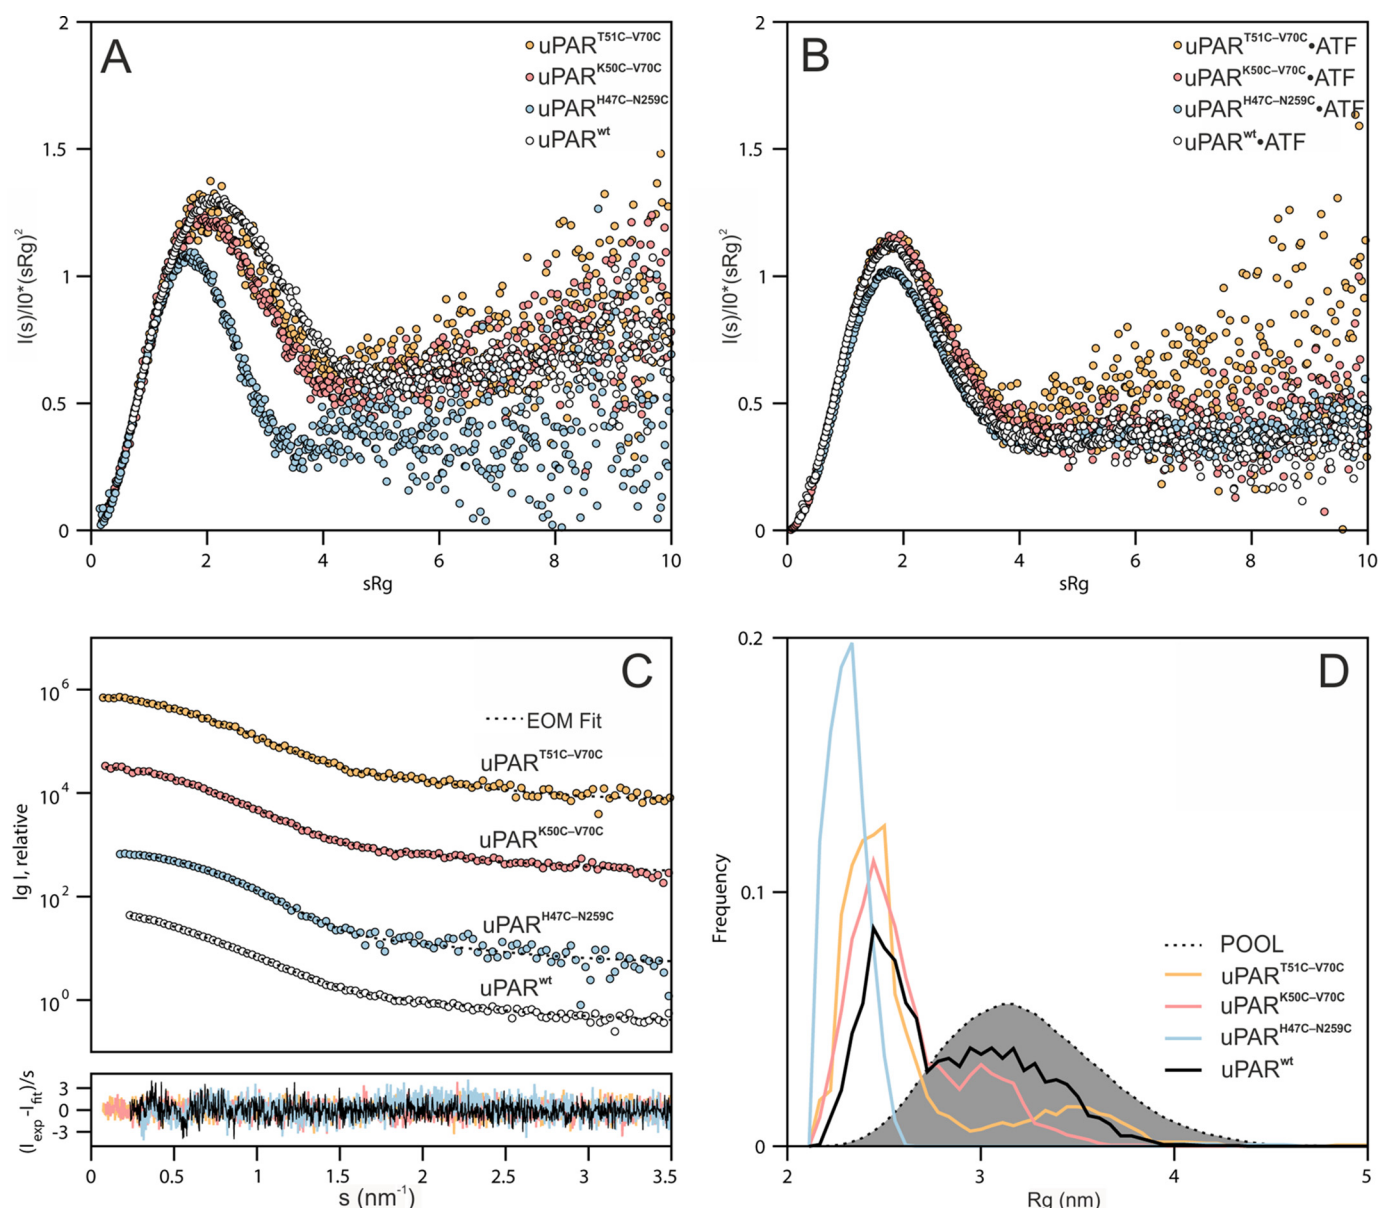 A
uPAR^T51C–V70C
uPAR^K50C–V70C
uPAR^H47C–N259C
uPAR^wt
I(s)/I0*(sRg)^2
2
1.5
1
0.5
0
0 2 4 6 8 10
sRg
B
uPAR^T51C–V70C•ATF
uPAR^K50C–V70C•ATF
uPAR^H47C–N259C•ATF
uPAR^wt•ATF
I(s)/I0*(sRg)^2
2
1.5
1
0.5
0
0 2 4 6 8 10
sRg
C
EOM Fit
uPAR^T51C–V70C
uPAR^K50C–V70C
uPAR^H47C–N259C
uPAR^wt
lg I, relative
10^6
10^4
10^2
10^0
(I_exp-I_fit)/s
3
0
-3
0 0.5 1 1.5 2 2.5 3 3.5
s (nm^-1)
D
0.2
0.1
0
Frequency
POOL
uPAR^T51C–V70C
uPAR^K50C–V70C
uPAR^H47C–N259C
uPAR^wt
2 3 4 5
Rg (nm)